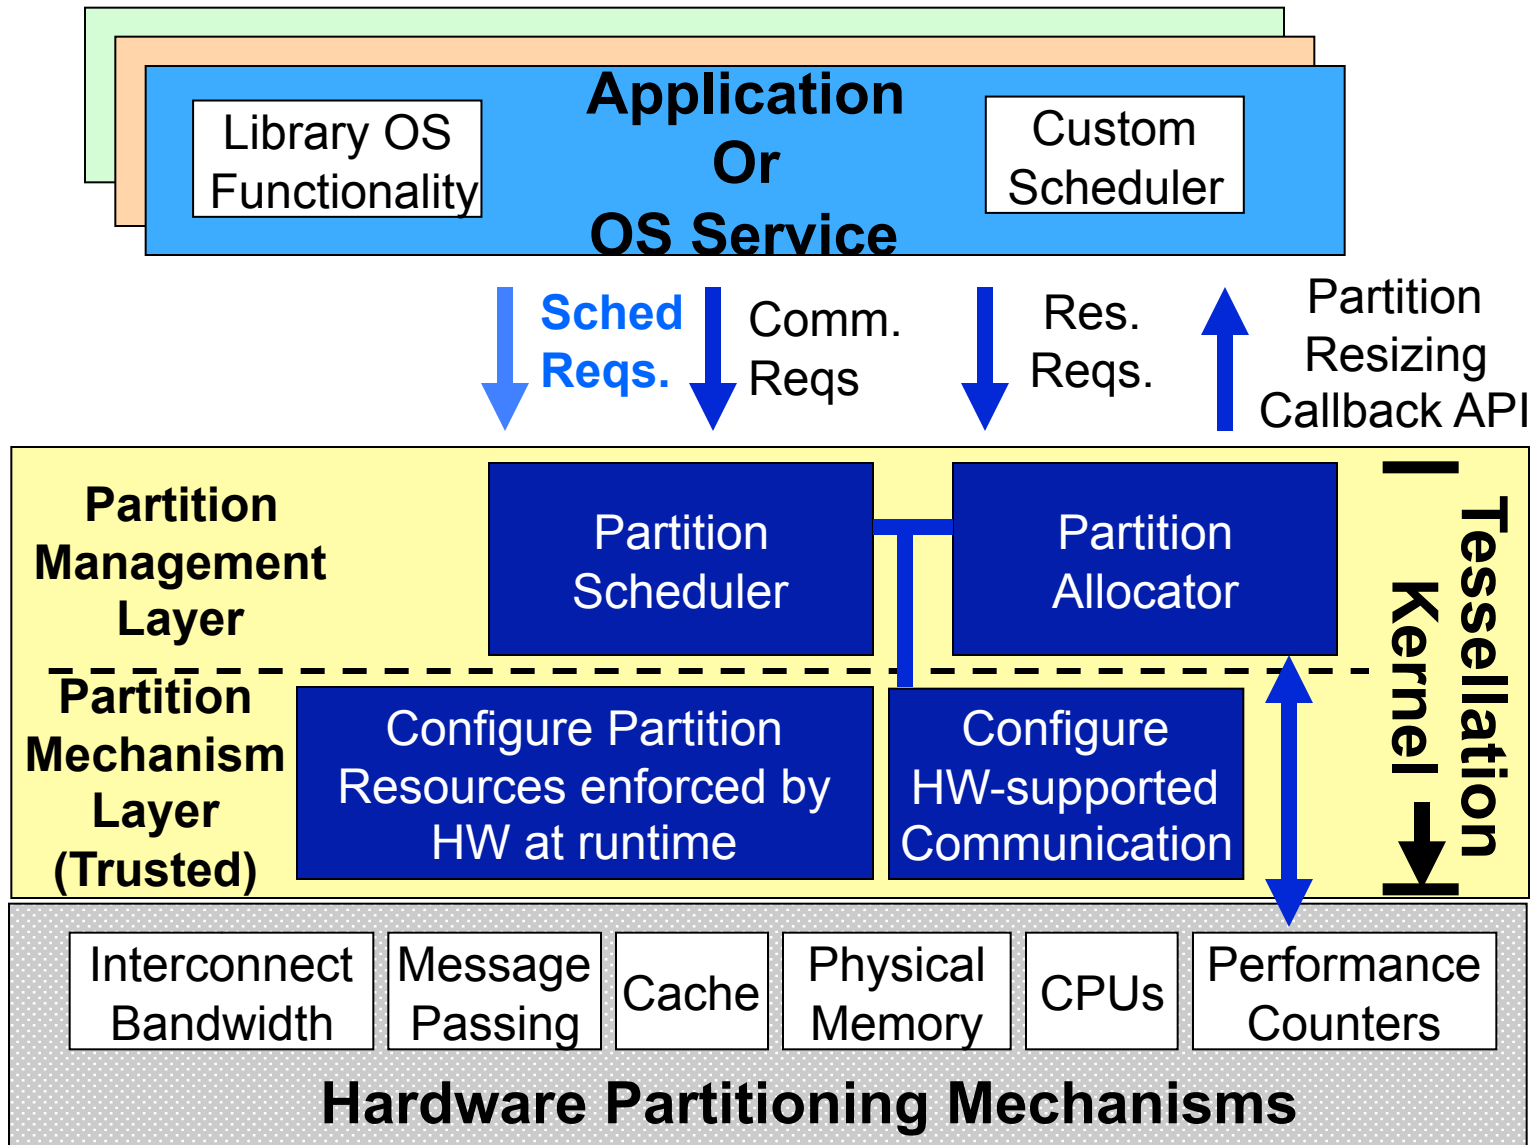 Application
Or
OS Service
Library OS
Functionality
Custom
Scheduler
Sched
Reqs.
Comm.
Reqs
Res.
Reqs.
Partition
Resizing
Callback API
Partition
Management
Layer
Partition
Scheduler
Partition
Allocator
Tessellation
Kernel
Partition
Mechanism
Layer
(Trusted)
Configure Partition
Resources enforced by
HW at runtime
Configure
HW-supported
Communication
Interconnect
Bandwidth
Message
Passing
Cache
Physical
Memory
CPUs
Performance
Counters
Hardware Partitioning Mechanisms